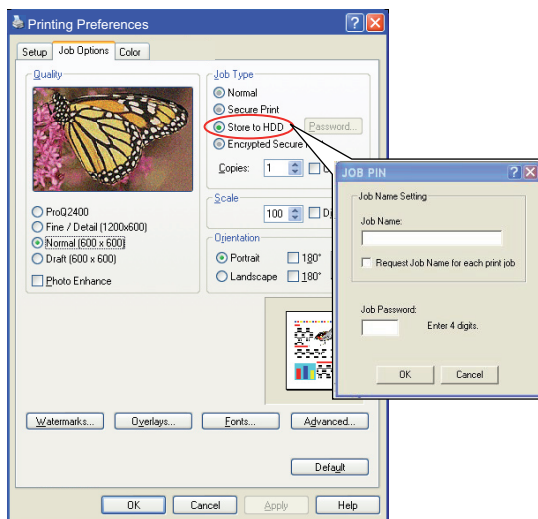 Printing Preferences
Setup Job Options Color
Quality
ProQ2400
Fine / Detail (1200x600)
Normal (600 x 600)
Draft (600 x 600)
Photo Enhance
Job Type
Normal
Secure Print
Store to HDD
Password...
Encrypted Secure
Copies: 1
Scale
100
Orientation
Portrait 180°
Landscape 180°
Watermarks... Overlays... Fonts... Advanced...
Default
OK Cancel Apply Help
JOB PIN
Job Name Setting
Job Name:
Request Job Name for each print job
Job Password:
Enter 4 digits.
OK Cancel